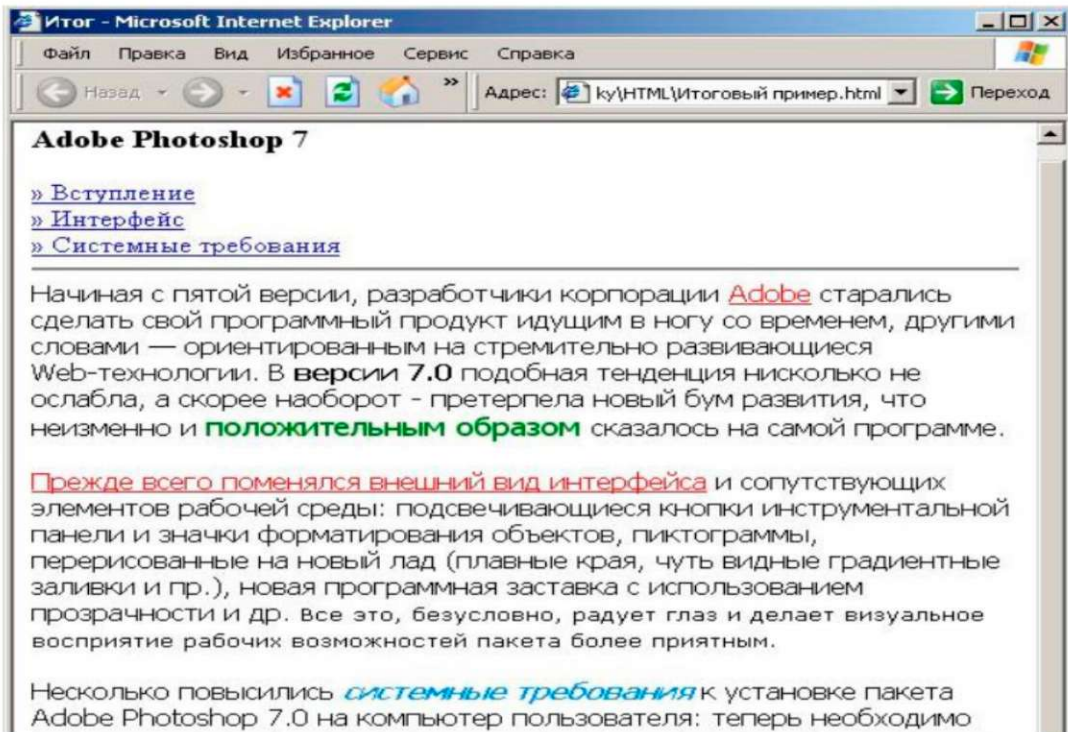 Итог - Microsoft Internet Explorer
Файл Правка Вид Избранное Сервис Справка
Назад » Адрес: ky\HTML\Итоговый пример.html Переход
Adobe Photoshop 7
» Вступление
» Интерфейс
» Системные требования
Начиная с пятой версии, разработчики корпорации Adobe старались
сделать свой программный продукт идущим в ногу со временем, другими
словами — ориентированным на стремительно развивающиеся
Web-технологии. В версии 7.0 подобная тенденция нисколько не
ослабла, а скорее наоборот - претерпела новый бум развития, что
неизменно и положительным образом сказалось на самой программе.
Прежде всего поменялся внешний вид интерфейса и сопутствующих
элементов рабочей среды: подсвечивающиеся кнопки инструментальной
панели и значки форматирования объектов, пиктограммы,
перерисованные на новый лад (плавные края, чуть видные градиентные
заливки и пр.), новая программная заставка с использованием
прозрачности и др. Все это, безусловно, радует глаз и делает визуальное
восприятие рабочих возможностей пакета более приятным.
Несколько повысились системные требования к установке пакета
Adobe Photoshop 7.0 на компьютер пользователя: теперь необходимо